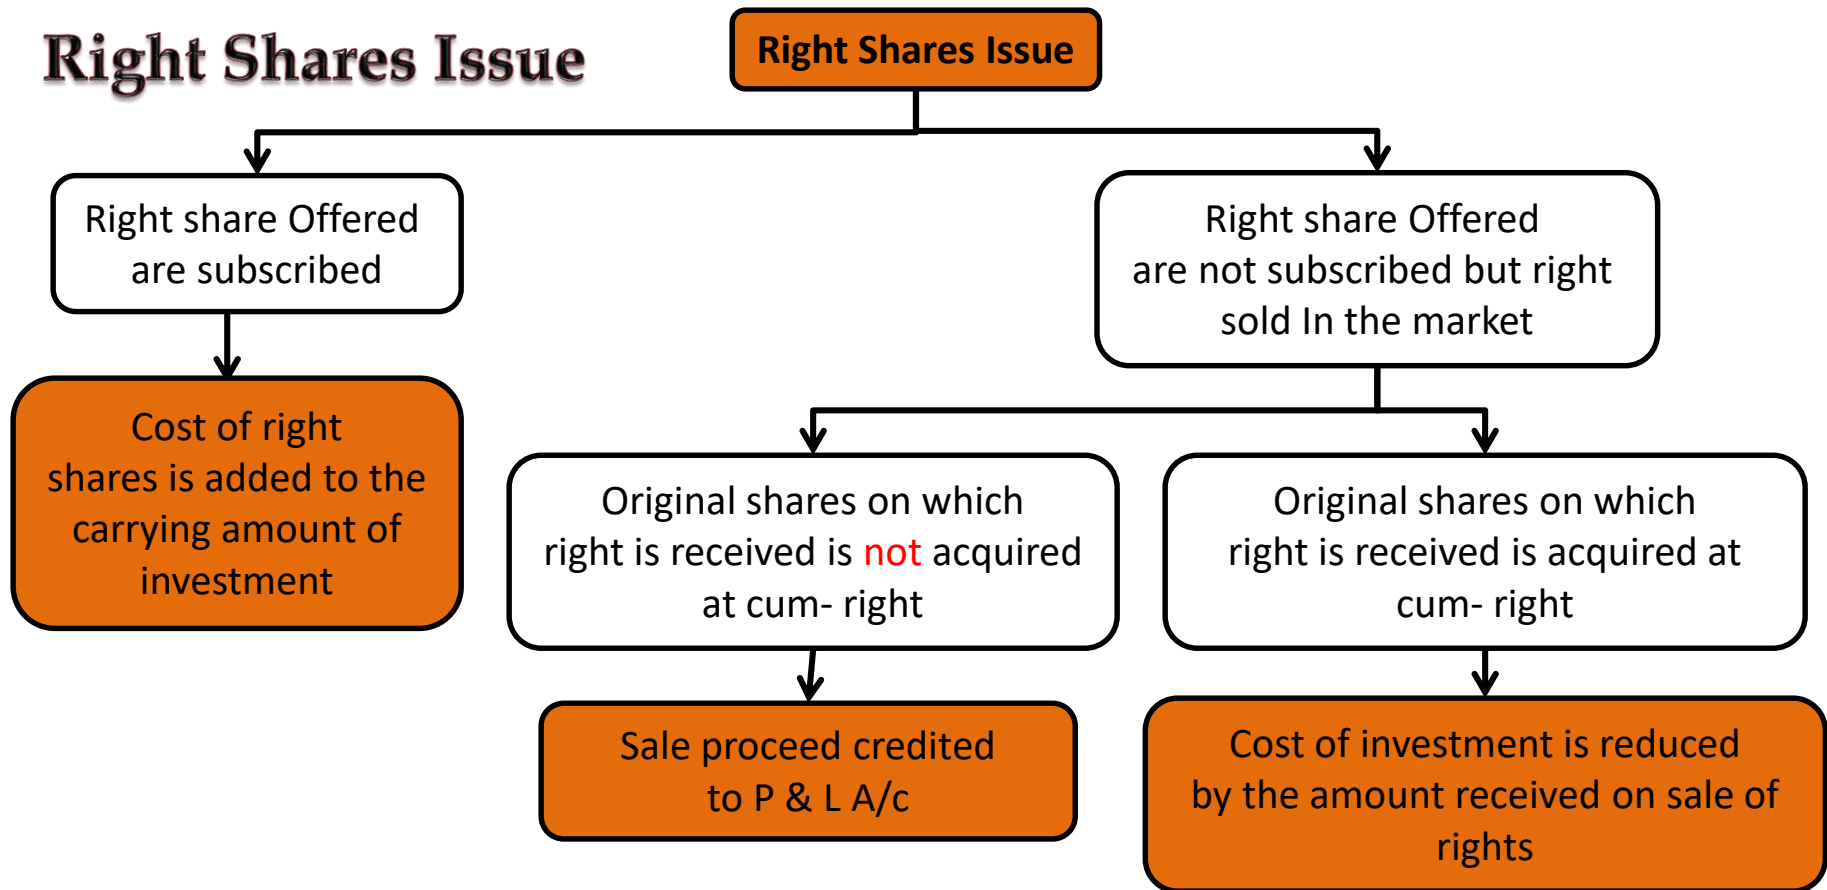 Right Shares Issue
Right Shares Issue
Right share Offered
are subscribed
Right share Offered
are not subscribed but right
sold In the market
Cost of right
shares is added to the
carrying amount of
investment
Original shares on which
right is received is not acquired
at cum- right
Original shares on which
right is received is acquired at
cum- right
Sale proceed credited
to P & L A/c
Cost of investment is reduced
by the amount received on sale of
rights